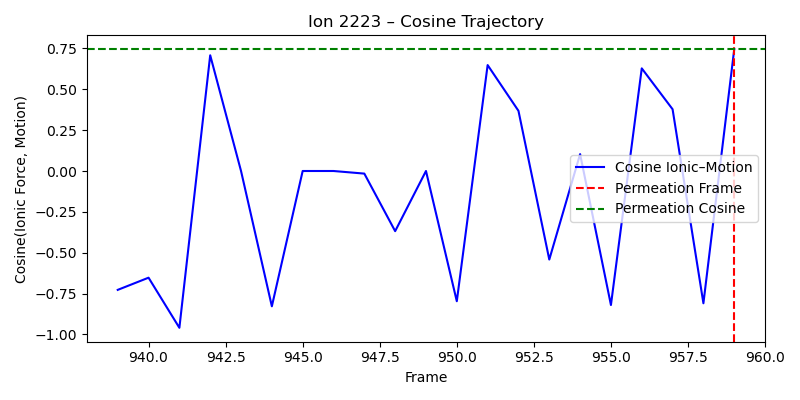 Ion 2223 – Cosine Trajectory
Cosine(Ionic Force, Motion)
0.75
0.50
0.25
0.00
−0.25
−0.50
−0.75
−1.00
Cosine Ionic–Motion
Permeation Frame
Permeation Cosine
940.0 942.5 945.0 947.5 950.0 952.5 955.0 957.5 960.0
Frame